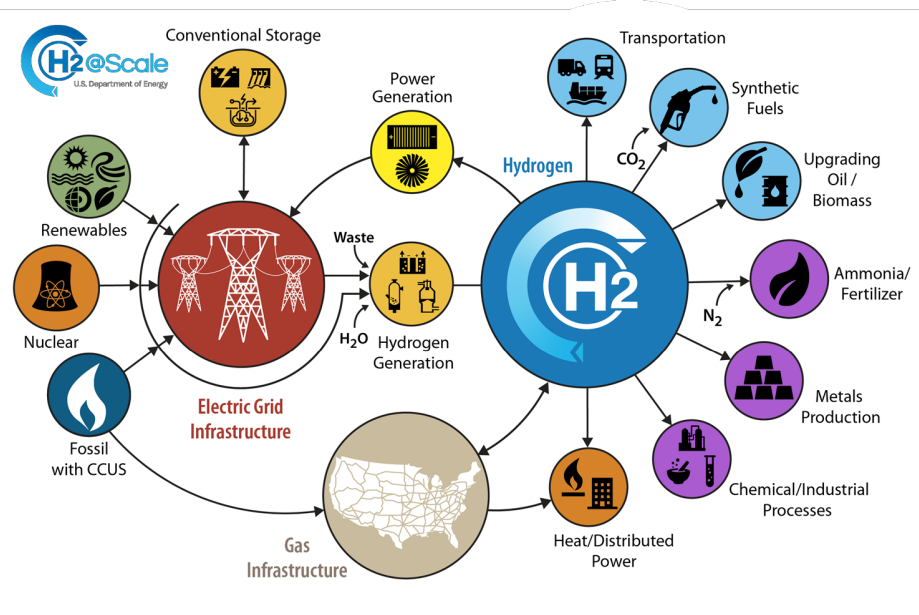 H2@Scale
U.S. Department of Energy
Conventional Storage
Power
Generation
Transportation
Synthetic
Fuels
CO2
Hydrogen
Upgrading
Oil /
Biomass
Renewables
Waste
H2
Ammonia/
Fertilizer
N2
Nuclear
H2O
Hydrogen
Generation
Electric Grid
Infrastructure
Metals
Production
Fossil
with CCUS
Chemical/Industrial
Processes
Gas
Infrastructure
Heat/Distributed
Power